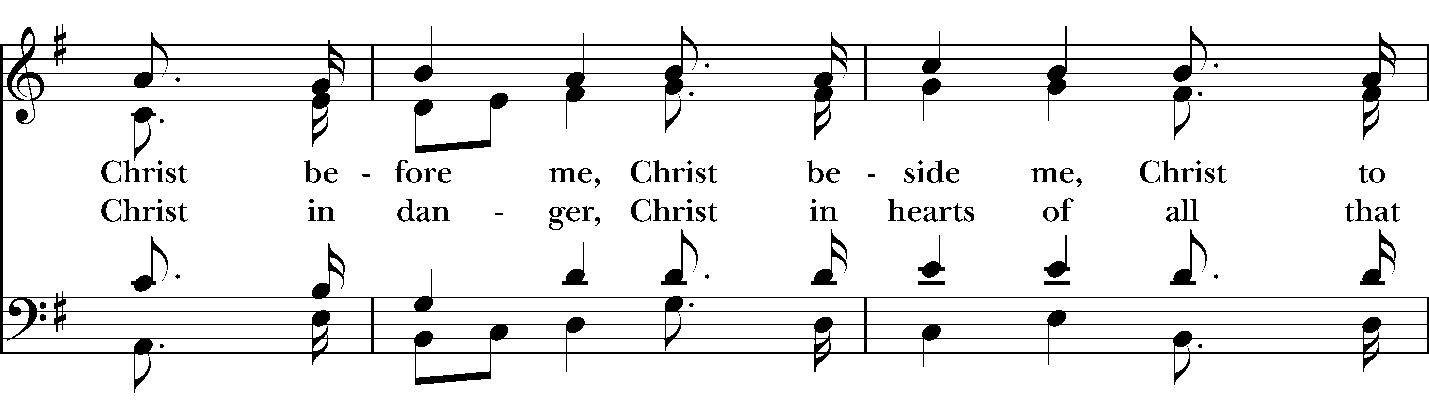 Christ be - fore me, Christ be - side me, Christ to
Christ in dan - ger, Christ in hearts of all that